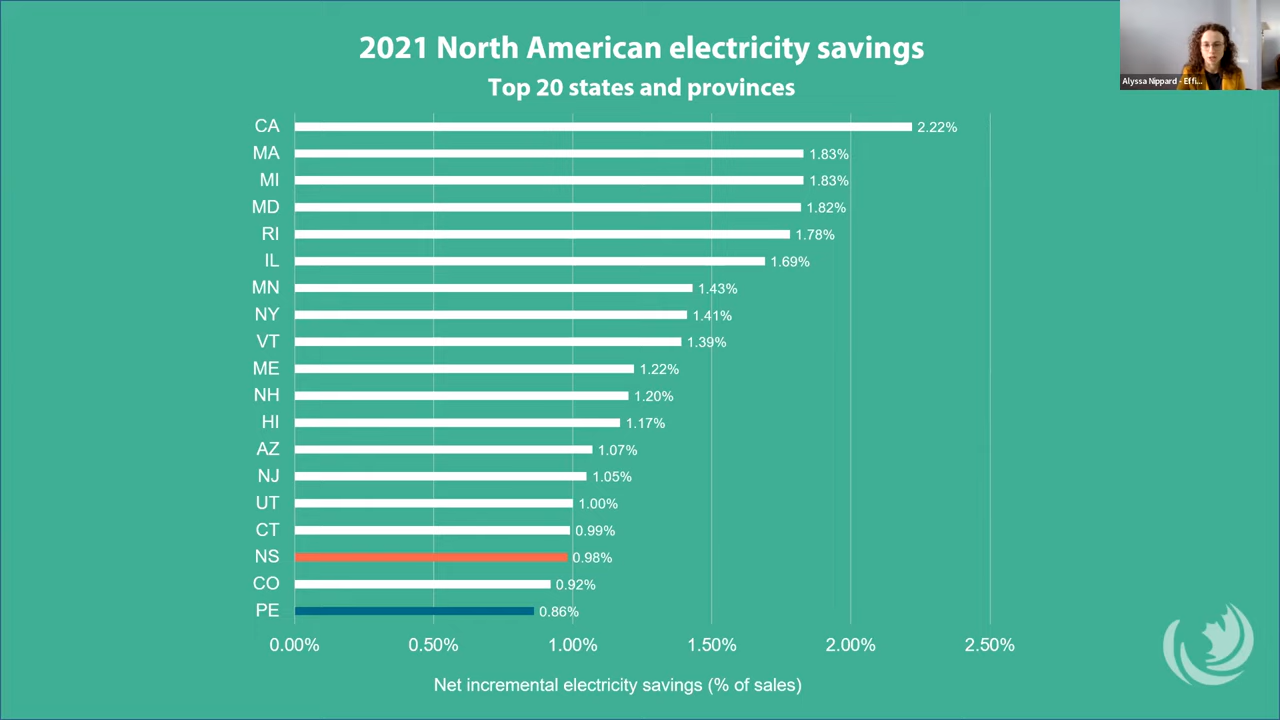 2021 North American electricity savings
Top 20 states and provinces
Alyssa Nippard - Effi...
CA 2.22%
MA 1.83%
MI 1.83%
MD 1.82%
RI 1.78%
IL 1.69%
MN 1.43%
NY 1.41%
VT 1.39%
ME 1.22%
NH 1.20%
HI 1.17%
AZ 1.07%
NJ 1.05%
UT 1.00%
CT 0.99%
NS 0.98%
CO 0.92%
PE 0.86%
0.00% 0.50% 1.00% 1.50% 2.00% 2.50%
Net incremental electricity savings (% of sales)